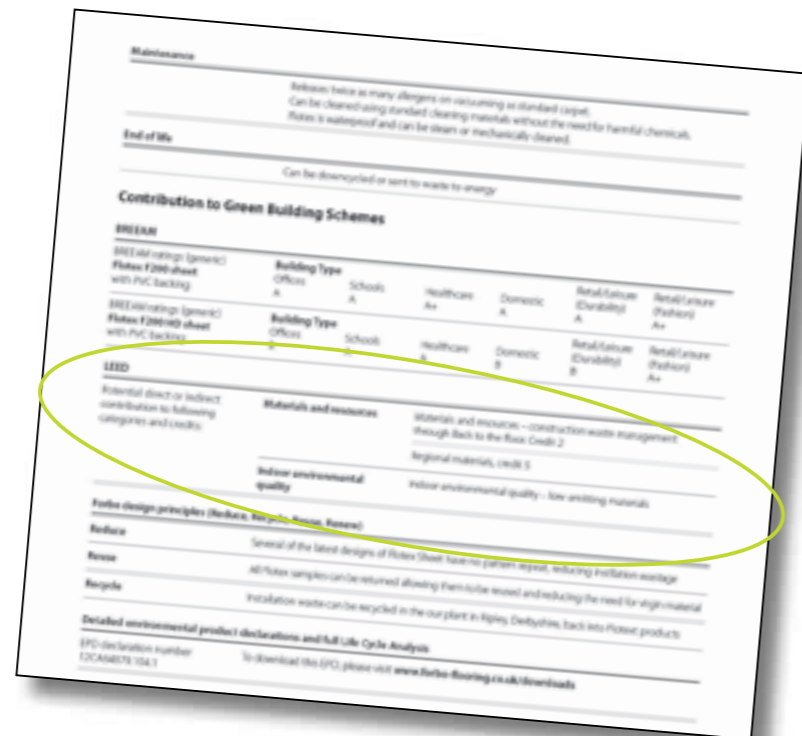 Maintenance
Releases twice as many allergens on vacuuming as standard carpet.
Can be cleaned using standard cleaning materials without the need for harmful chemicals.
Flotex is waterproof and can be steam or mechanically cleaned.
End of life
Can be downcycled or sent to waste to energy
Contribution to Green Building Schemes
BREEAM
BREEAM ratings (generic) Building Type
Flotex F200 sheet Offices Schools Healthcare Domestic Retail/Leisure (Durability) Retail/Leisure (Fashion)
with PVC backing A A A+ A A A+
BREEAM ratings (generic) Building Type
Flotex F200 HD sheet Offices Schools Healthcare Domestic Retail/Leisure (Durability) Retail/Leisure (Fashion)
with PVC backing B B A+
LEED
Potential direct or indirect contribution to following categories and credits:
Materials and resources
Materials and resources – construction waste management
through Back to the floor. Credit 2
Regional materials, credit 5
Indoor environmental quality
Indoor environmental quality – low emitting materials
Forbo design principles (Reduce, Recycle, Reuse, Renew)
Reduce Several of the latest designs of Flotex Sheet have no pattern repeat, reducing instllation wastage
Reuse All Flotex samples can be returned allowing them to be reused and reducing the need for virgin material
Recycle Installation waste can be recycled in the our plant in Ripley, Derbyshire, back into Flotex products
Detailed environmental product declarations and full Life Cycle Analysis
EPD declaration number To download this EPD, please visit www.forbo-flooring.co.uk/downloads